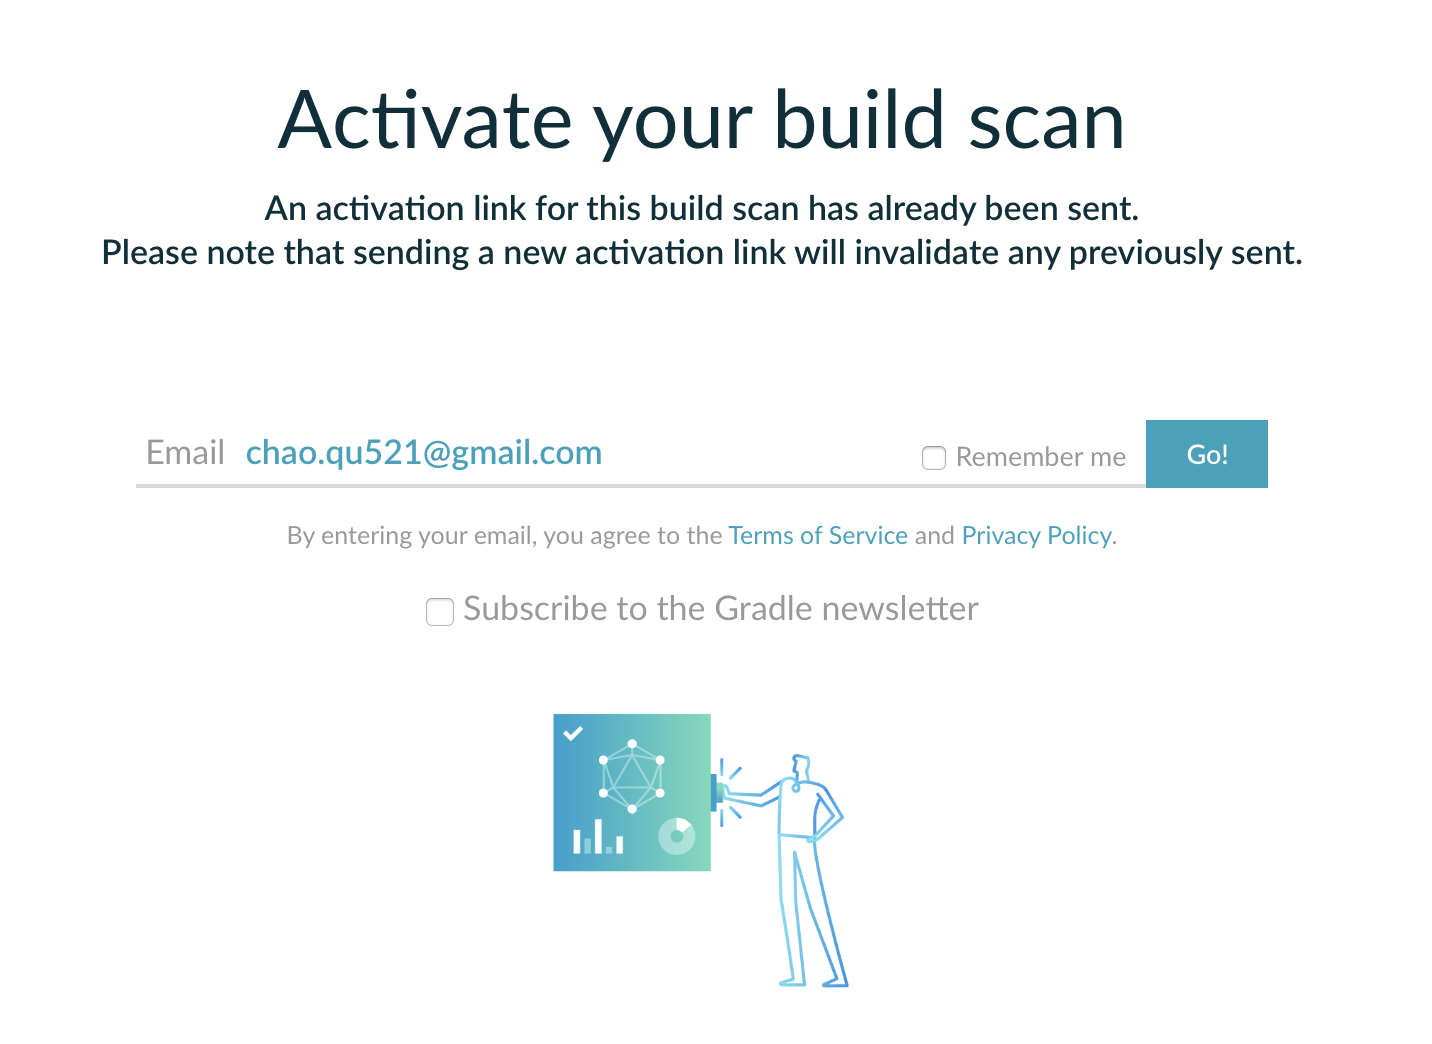 Activate your build scan
An activation link for this build scan has already been sent.
Please note that sending a new activation link will invalidate any previously sent.
Email chao.qu521@gmail.com Remember me Go!
By entering your email, you agree to the Terms of Service and Privacy Policy.
Subscribe to the Gradle newsletter